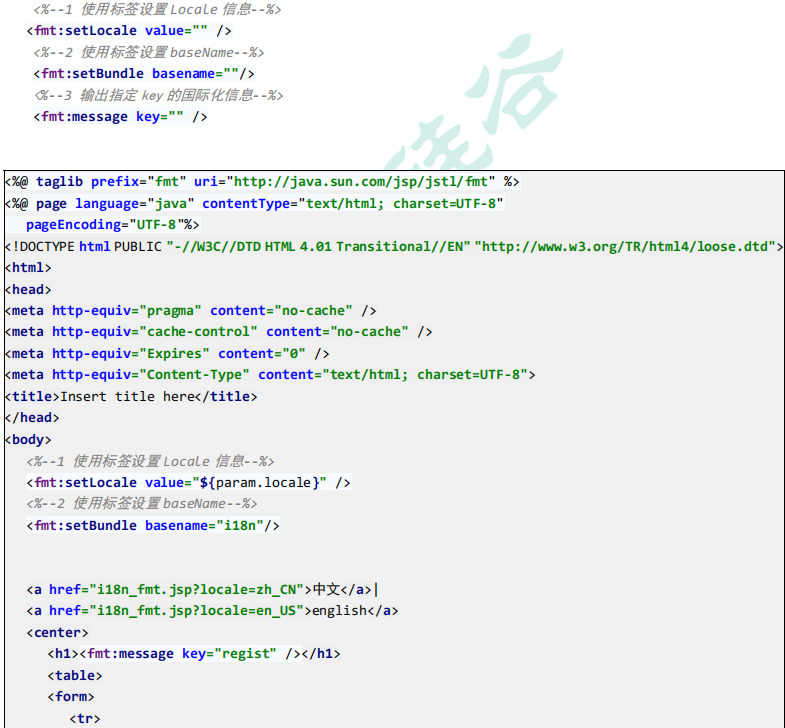 <%--1 使用标签设置 Locale 信息--%>
<fmt:setLocale value="" />
<%--2 使用标签设置 baseName--%>
<fmt:setBundle basename=""/>
<%--3 输出指定 key 的国际化信息--%>
<fmt:message key="" />
硅谷
<%@ taglib prefix="fmt" uri="http://java.sun.com/jsp/jstl/fmt" %>
<%@ page language="java" contentType="text/html; charset=UTF-8"
pageEncoding="UTF-8"%>
<!DOCTYPE html PUBLIC "-//W3C//DTD HTML 4.01 Transitional//EN" "http://www.w3.org/TR/html4/loose.dtd">
<html>
<head>
<meta http-equiv="pragma" content="no-cache" />
<meta http-equiv="cache-control" content="no-cache" />
<meta http-equiv="Expires" content="0" />
<meta http-equiv="Content-Type" content="text/html; charset=UTF-8">
<title>Insert title here</title>
</head>
<body>
<%--1 使用标签设置 Locale 信息--%>
<fmt:setLocale value="${param.locale}" />
<%--2 使用标签设置 baseName--%>
<fmt:setBundle basename="i18n"/>
<a href="i18n_fmt.jsp?locale=zh_CN">中文</a>|
<a href="i18n_fmt.jsp?locale=en_US">english</a>
<center>
<h1><fmt:message key="regist" /></h1>
<table>
<form>
<tr>